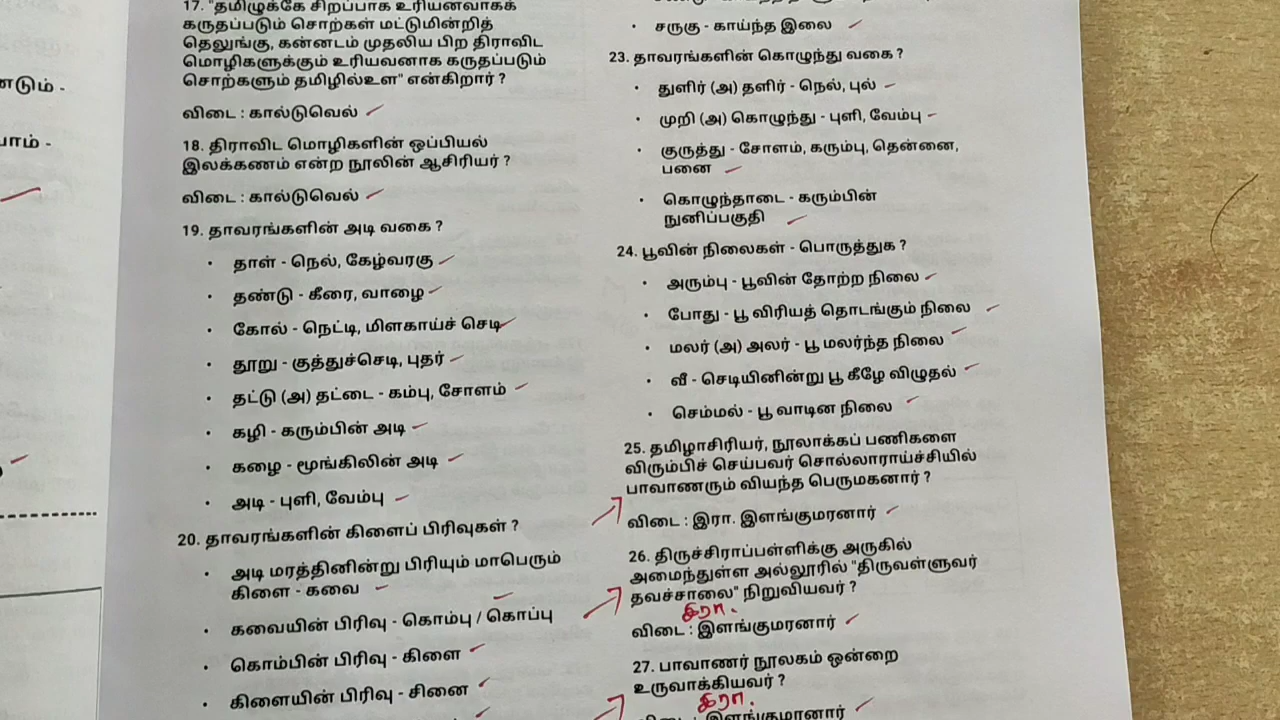 ண்டும் -
பாம் -
17. "தமிழுக்கே சிறப்பாக உரியனவாகக்
கருதப்படும் சொற்கள் மட்டுமின்றித்
தெலுங்கு, கன்னடம் முதலிய பிற திராவிட
மொழிகளுக்கும் உரியவனாக கருதப்படும்
சொற்களும் தமிழில்உள" என்கிறார் ?
விடை : கால்டுவெல்
18. திராவிட மொழிகளின் ஒப்பியல்
இலக்கணம் என்ற நூலின் ஆசிரியர் ?
விடை : கால்டுவெல்
19. தாவரங்களின் அடி வகை ?
• தாள் - நெல், கேழ்வரகு
• தண்டு - கீரை, வாழை
• கோல் - நெட்டி, மிளகாய்ச் செடி
• தூறு - குத்துச்செடி, புதர்
• தட்டு (அ) தட்டை - கம்பு, சோளம்
• கழி - கரும்பின் அடி
• கழை - மூங்கிலின் அடி
• அடி - புளி, வேம்பு
20. தாவரங்களின் கிளைப் பிரிவுகள் ?
• அடி மரத்தினின்று பிரியும் மாபெரும்
கிளை - கவை
• கவையின் பிரிவு - கொம்பு / கொப்பு
• கொம்பின் பிரிவு - கிளை
• கிளையின் பிரிவு - சினை
• சருகு - காய்ந்த இலை
23. தாவரங்களின் கொழுந்து வகை ?
• துளிர் (அ) தளிர் - நெல், புல்
• முறி (அ) கொழுந்து - புளி, வேம்பு
• குருத்து - சோளம், கரும்பு, தென்னை,
பனை
• கொழுந்தாடை - கரும்பின்
நுனிப்பகுதி
24. பூவின் நிலைகள் - பொருத்துக ?
• அரும்பு - பூவின் தோற்ற நிலை
• போது - பூ விரியத் தொடங்கும் நிலை
• மலர் (அ) அலர் - பூ மலர்ந்த நிலை
• வீ - செடியினின்று பூ கீழே விழுதல்
• செம்மல் - பூ வாடின நிலை
25. தமிழாசிரியர், நூலாக்கப் பணிகளை
விரும்பிச் செய்பவர் சொல்லாராய்ச்சியில்
பாவாணரும் வியந்த பெருமகனார் ?
விடை : இரா. இளங்குமரனார்
26. திருச்சிராப்பள்ளிக்கு அருகில்
அமைந்துள்ள அல்லூரில் "திருவள்ளுவர்
தவச்சாலை" நிறுவியவர் ?
இரா.
விடை : இளங்குமரனார்
27. பாவாணர் நூலகம் ஒன்றை
உருவாக்கியவர் ?
இரா.
விடை : இளங்குமரனார்